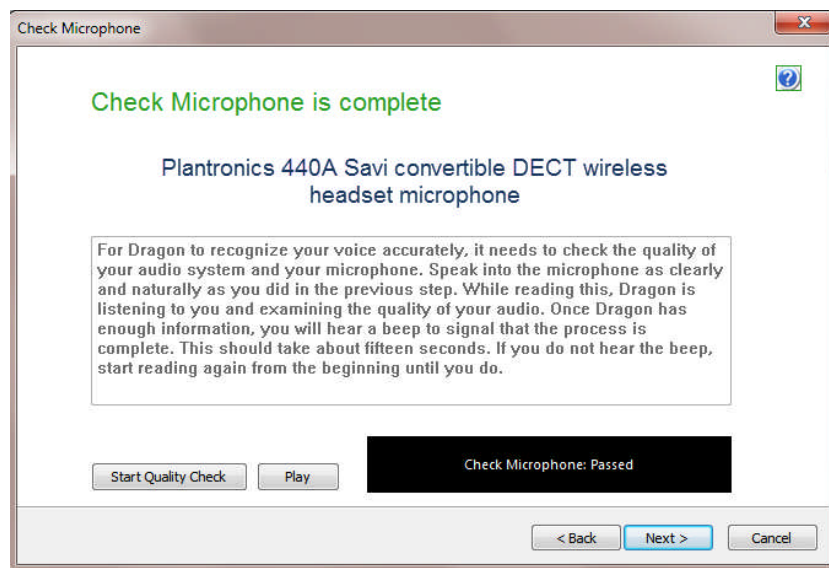 Check Microphone
Check Microphone is complete
Plantronics 440A Savi convertible DECT wireless
headset microphone
For Dragon to recognize your voice accurately, it needs to check the quality of
your audio system and your microphone. Speak into the microphone as clearly
and naturally as you did in the previous step. While reading this, Dragon is
listening to you and examining the quality of your audio. Once Dragon has
enough information, you will hear a beep to signal that the process is
complete. This should take about fifteen seconds. If you do not hear the beep,
start reading again from the beginning until you do.
Start Quality Check
Play
Check Microphone: Passed
< Back
Next >
Cancel